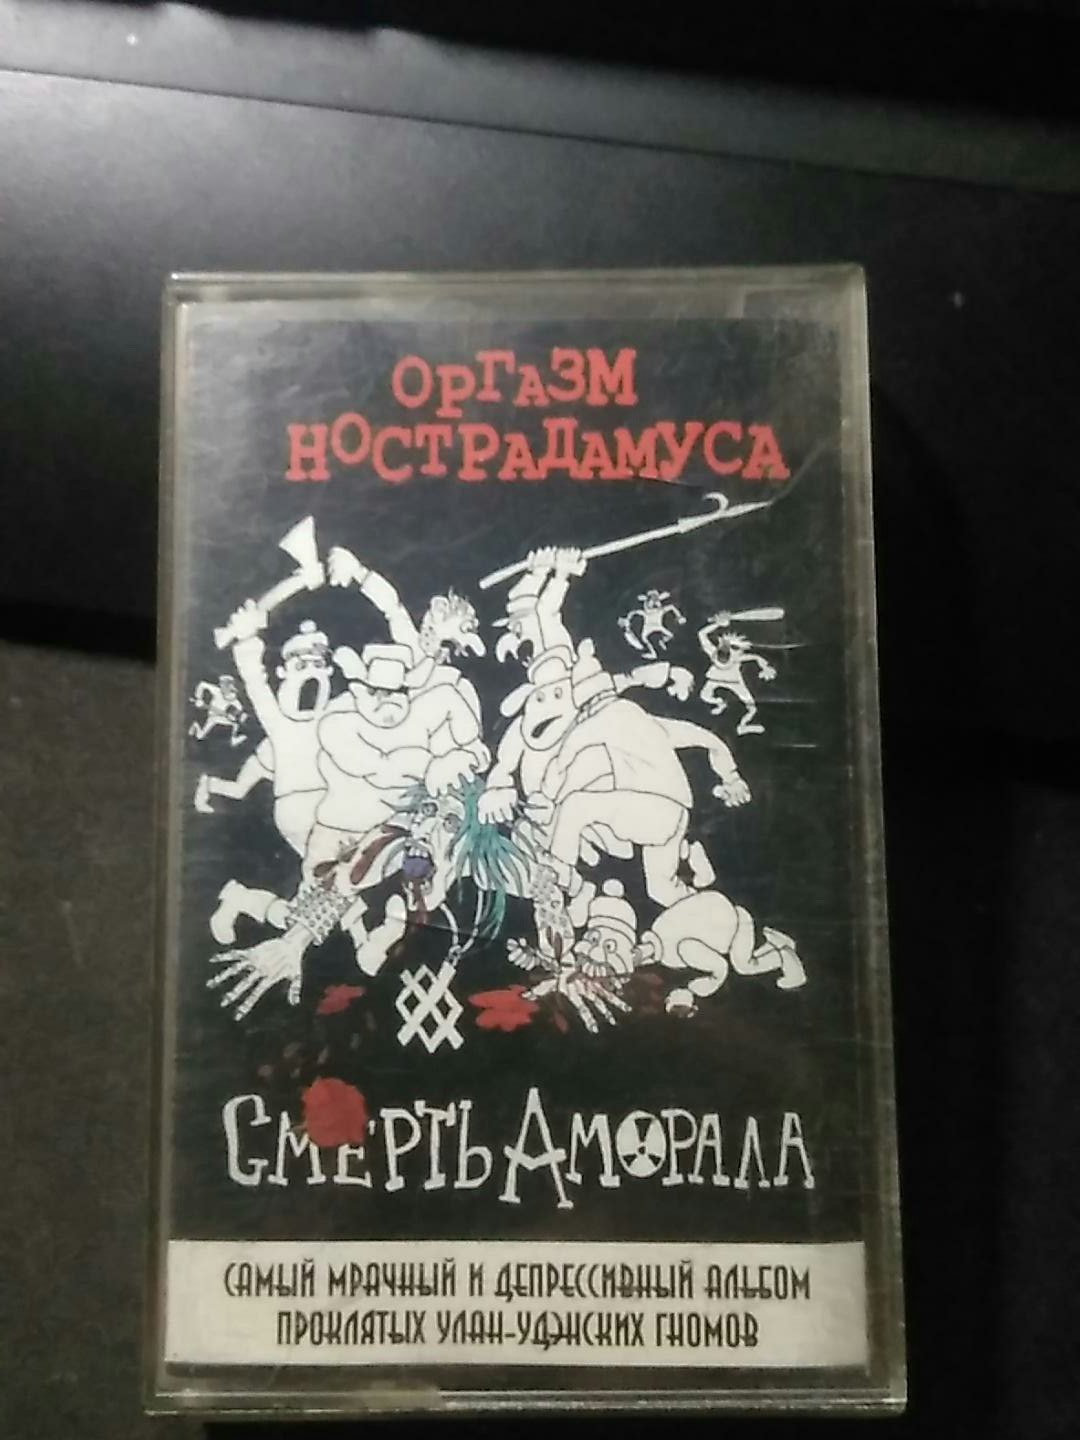 ОРГАЗМ
НОСТРАДАМУСА
СМЕРТЬ АМОРАЛА
САМЫЙ МРАЧНЫЙ И ДЕПРЕССИВНЫЙ АЛЬБОМ
ПРОКЛЯТЫХ УЛАН-УДЭНСКИХ ГНОМОВ